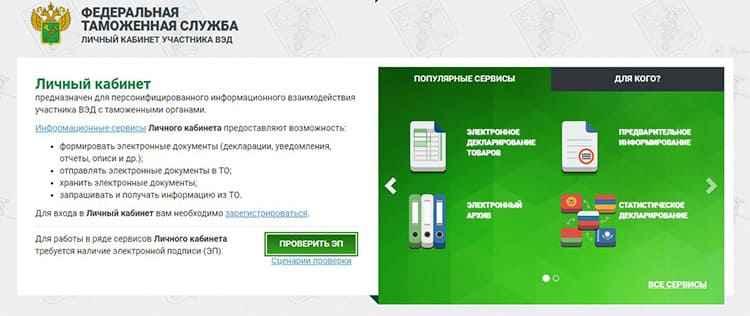 ФЕДЕРАЛЬНАЯ
ТАМОЖЕННАЯ СЛУЖБА
ЛИЧНЫЙ КАБИНЕТ УЧАСТНИКА ВЭД
Личный кабинет
предназначен для персонифицированного информационного взаимодействия
участника ВЭД с таможенными органами.
Информационные сервисы Личного кабинета предоставляют возможность:
• формировать электронные документы (декларации, уведомления,
отчеты, описи и др.);
• отправлять электронные документы в ТО;
• хранить электронные документы;
• запрашивать и получать информацию из ТО.
Для входа в Личный кабинет вам необходимо зарегистрироваться.
Для работы в ряде сервисов Личного кабинета
требуется наличие электронной подписи (ЭП).
ПРОВЕРИТЬ ЭП
Сценарии проверки
ПОПУЛЯРНЫЕ СЕРВИСЫ
ДЛЯ КОГО?
ЭЛЕКТРОННОЕ
ДЕКЛАРИРОВАНИЕ
ТОВАРОВ
ПРЕДВАРИТЕЛЬНОЕ
ИНФОРМИРОВАНИЕ
ЭЛЕКТРОННЫЙ
АРХИВ
СТАТИСТИЧЕСКОЕ
ДЕКЛАРИРОВАНИЕ
ВСЕ СЕРВИСЫ